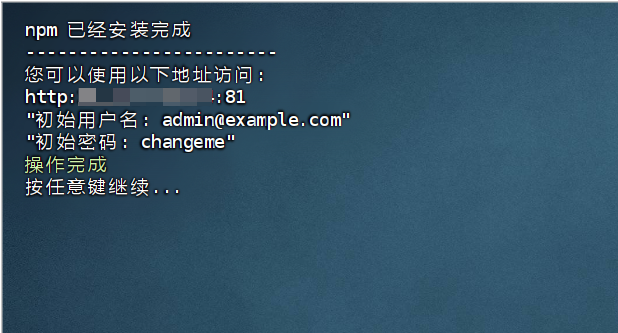 npm 已经安装完成
------------------------
您可以使用以下地址访问:
http: :81
"初始用户名: admin@example.com"
"初始密码: changeme"
操作完成
按任意键继续...